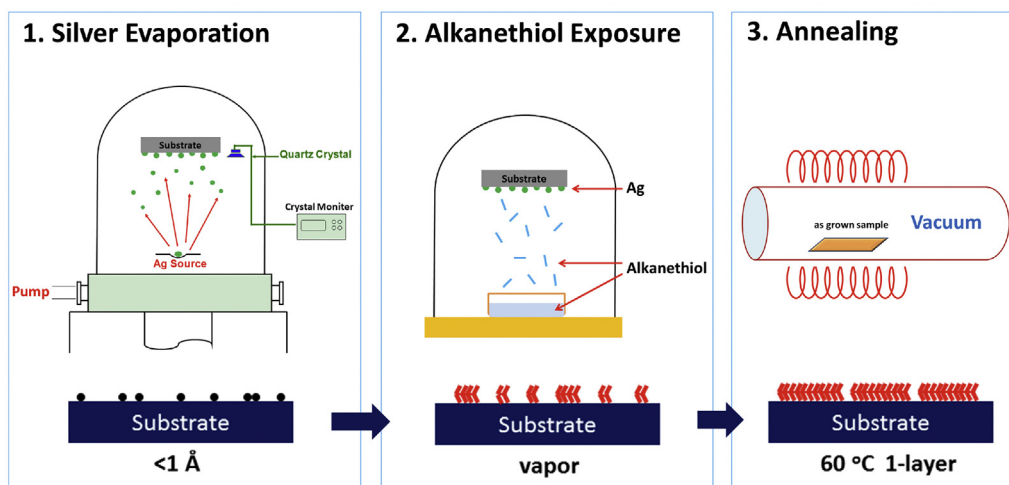 1. Silver Evaporation
Substrate
Quartz Crystal
Crystal Moniter
Ag Source
Pump
Substrate
<1 Å
2. Alkanethiol Exposure
Substrate
Ag
Alkanethiol
Substrate
vapor
3. Annealing
as grown sample
Vacuum
Substrate
60 °C 1-layer